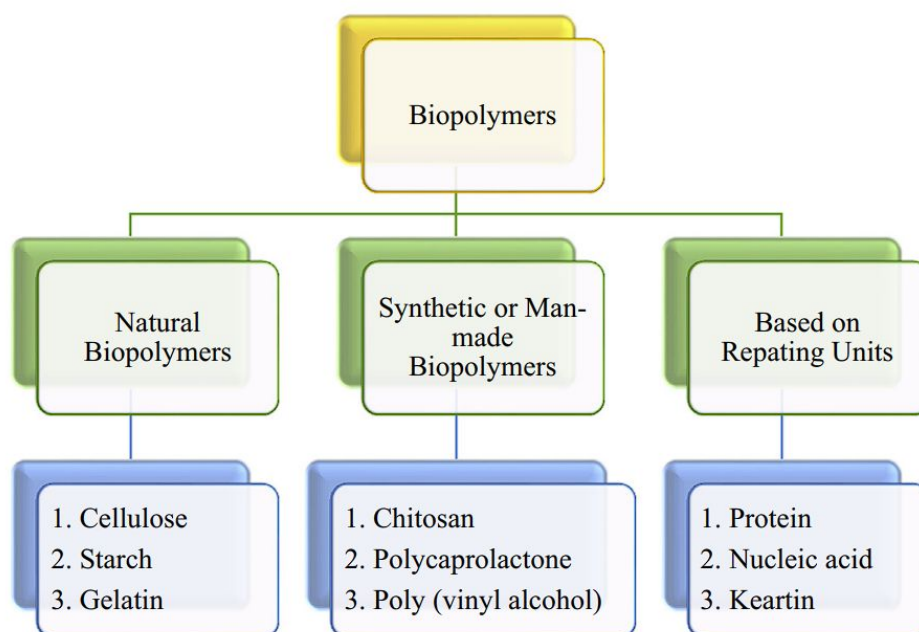 Biopolymers
Natural
Biopolymers
Synthetic or Man-
made
Biopolymers
Based on
Repating Units
1. Cellulose
2. Starch
3. Gelatin
1. Chitosan
2. Polycaprolactone
3. Poly (vinyl alcohol)
1. Protein
2. Nucleic acid
3. Keartin